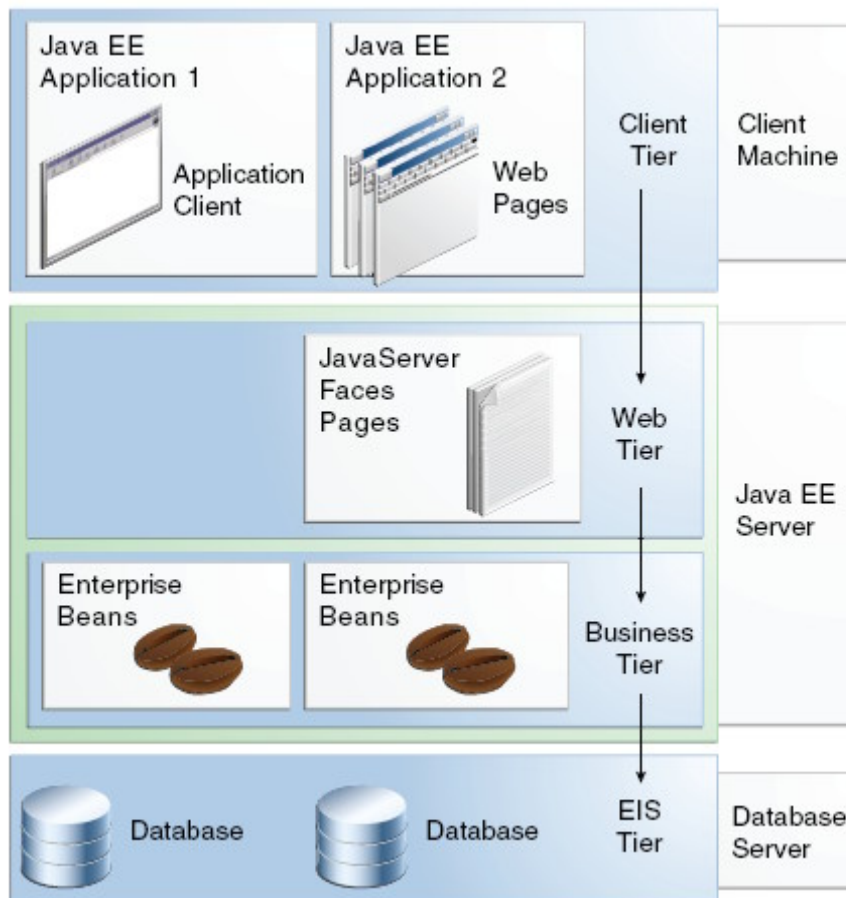 Java EE
Application 1
Application
Client
Java EE
Application 2
Web
Pages
Client
Tier
Client
Machine
JavaServer
Faces
Pages
Web
Tier
Java EE
Server
Enterprise
Beans
Enterprise
Beans
Business
Tier
Database
Database
EIS
Tier
Database
Server